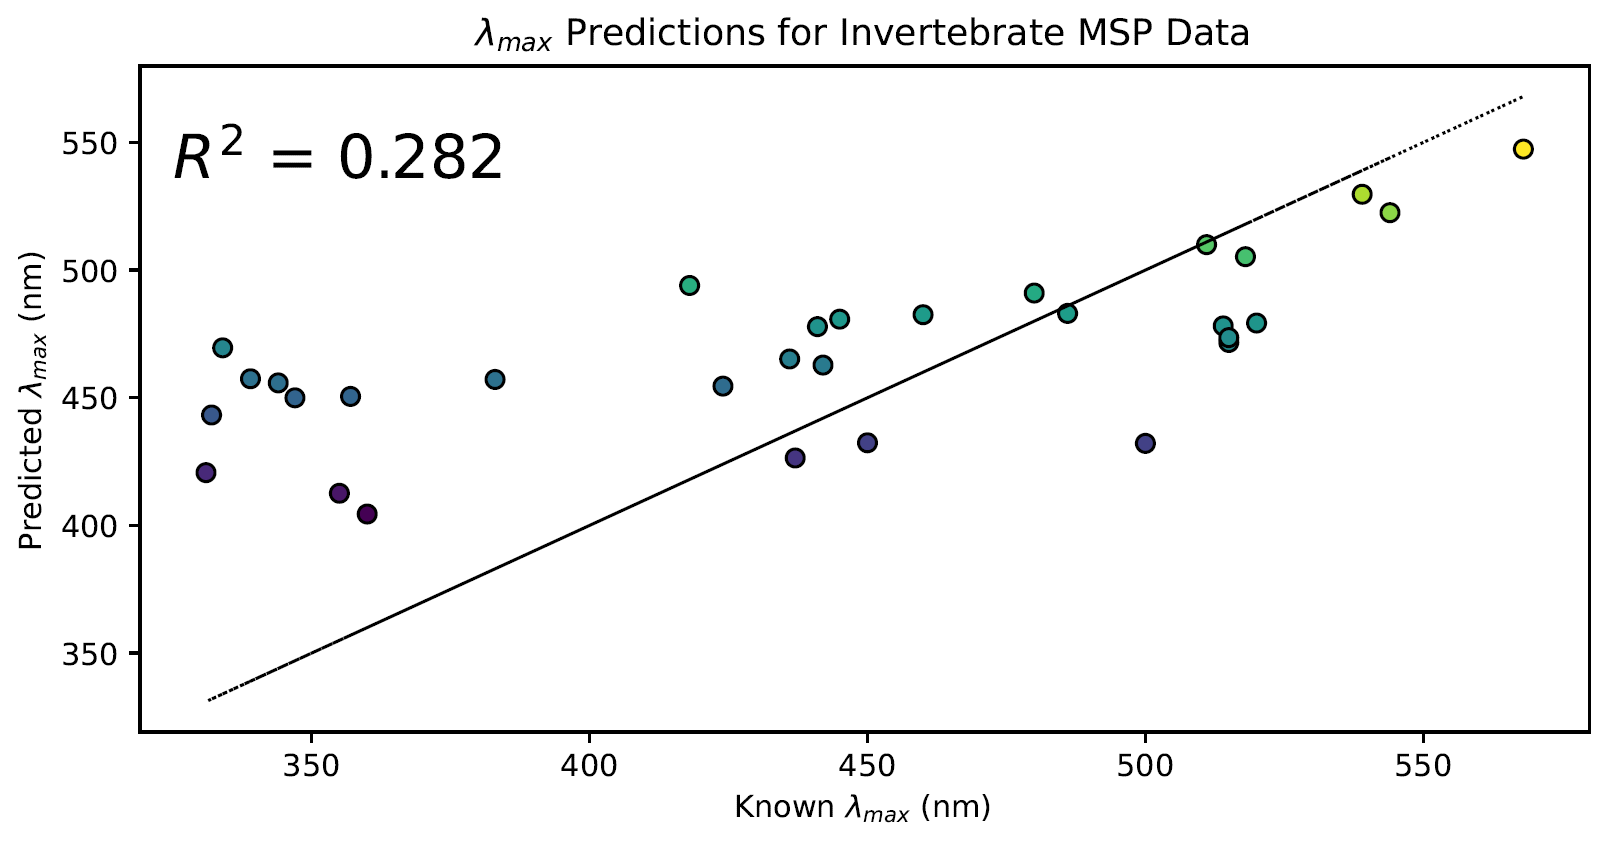 λmax Predictions for Invertebrate MSP Data
R² = 0.282
Predicted λmax (nm)
550
500
450
400
350
350 400 450 500 550
Known λmax (nm)